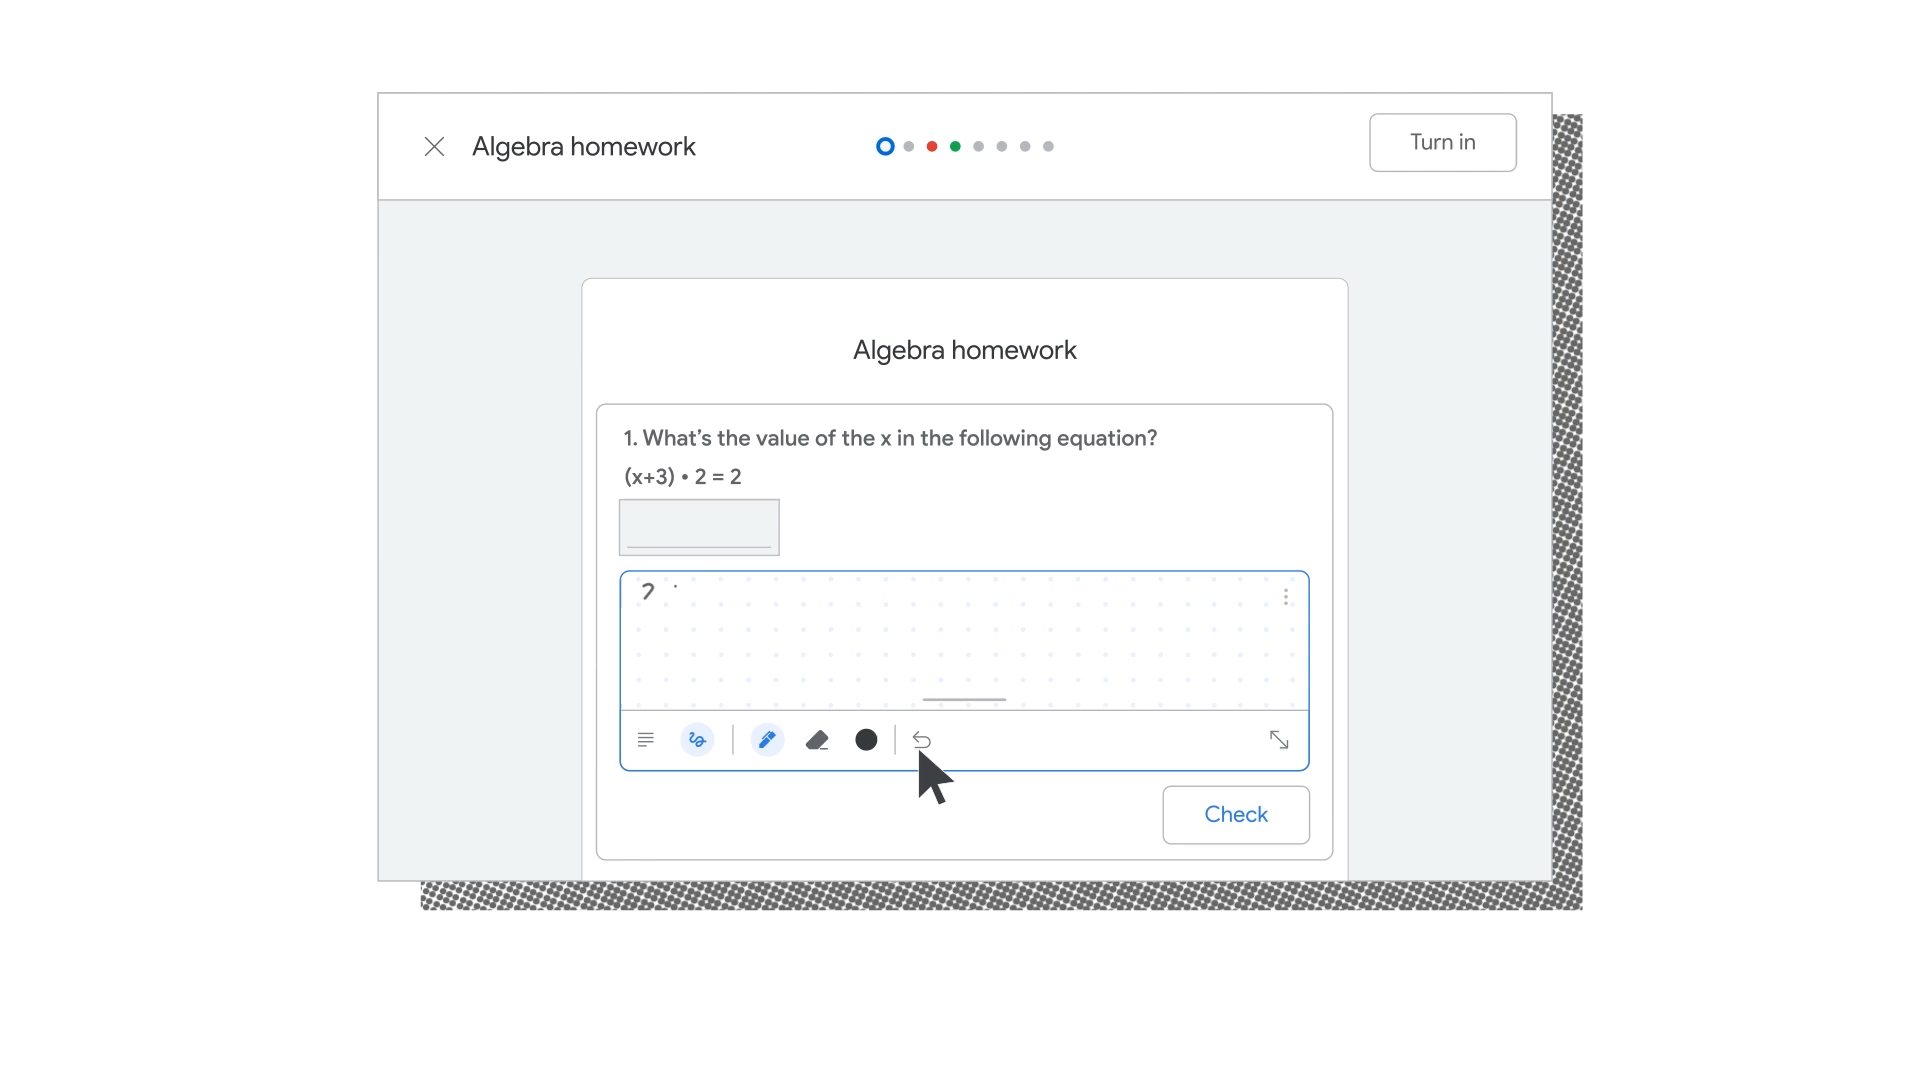 Algebra homework
Turn in
Algebra homework
1. What’s the value of the x in the following equation?
(x+3) • 2 = 2
Check